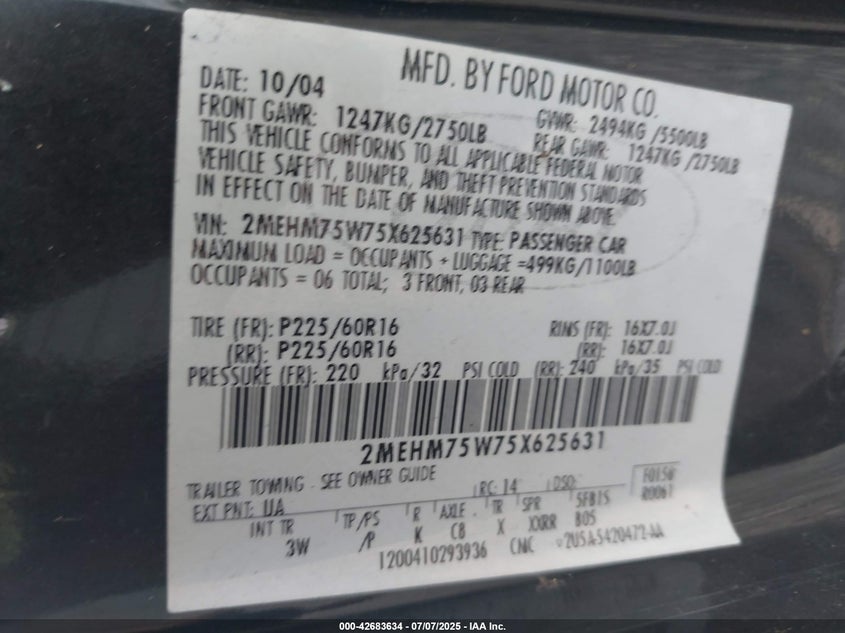 MFD. BY FORD MOTOR CO.
DATE: 10/04 GVWR: 2494KG /5500LB
FRONT GAWR: 1247KG/2750LB REAR GAWR: 1247KG /2750LB
THIS VEHICLE CONFORMS TO ALL APPLICABLE FEDERAL MOTOR
VEHICLE SAFETY, BUMPER, AND THEFT PREVENTION STANDARDS
IN EFFECT ON THE DATE OF MANUFACTURE SHOWN ABOVE.
VIN: 2MEHM75W75X625631 TYPE: PASSENGER CAR
MAXIMUM LOAD = OCCUPANTS + LUGGAGE =499KG/1100LB
OCCUPANTS = 06 TOTAL; 3 FRONT, 03 REAR
TIRE (FR): P225/60R16 RIMS (FR): 16X7.0J
(RR): P225/60R16 (RR): 16X7.0J
PRESSURE (FR): 220 kPa/32 PSI COLD (RR): 240 kPa/35 PSI COLD
2MEHM75W75X625631
TRAILER TOWING - SEE OWNER GUIDE RC: 14 DSO: F0150
EXT PNT: UA R0061
INT TR TP/PS R AXLE TR SPR SFB15
3W /P K C8 X XXRR BOS
1200410293936 CNC
000-42683634 | 07/07/2025 - IAA Inc.